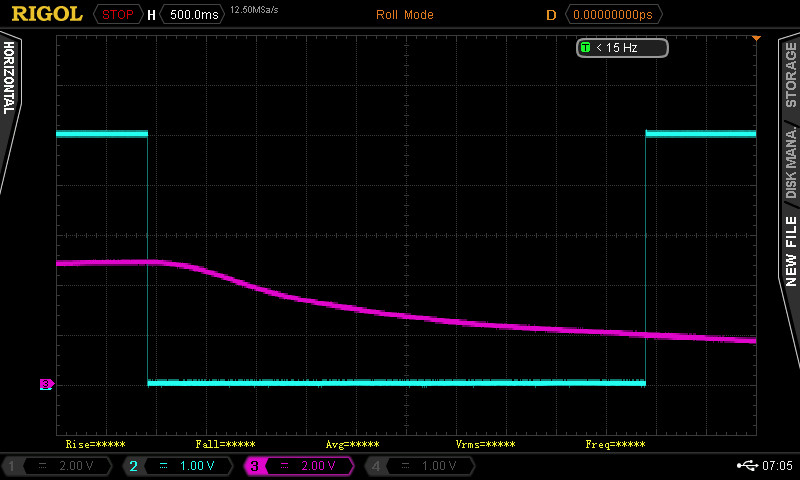 RIGOL STOP H 500.0ms 12.50MSa/s Roll Mode D 0.00000000ps
T < 15 Hz
HORIZONTAL
STORAGE
DISK MANA.
NEW FILE
3
Rise=***** Fall=***** Avg=***** Vrms=***** Freq=*****
1 = 2.00 V 2 = 1.00 V 3 = 2.00 V 4 = 1.00 V 07:05